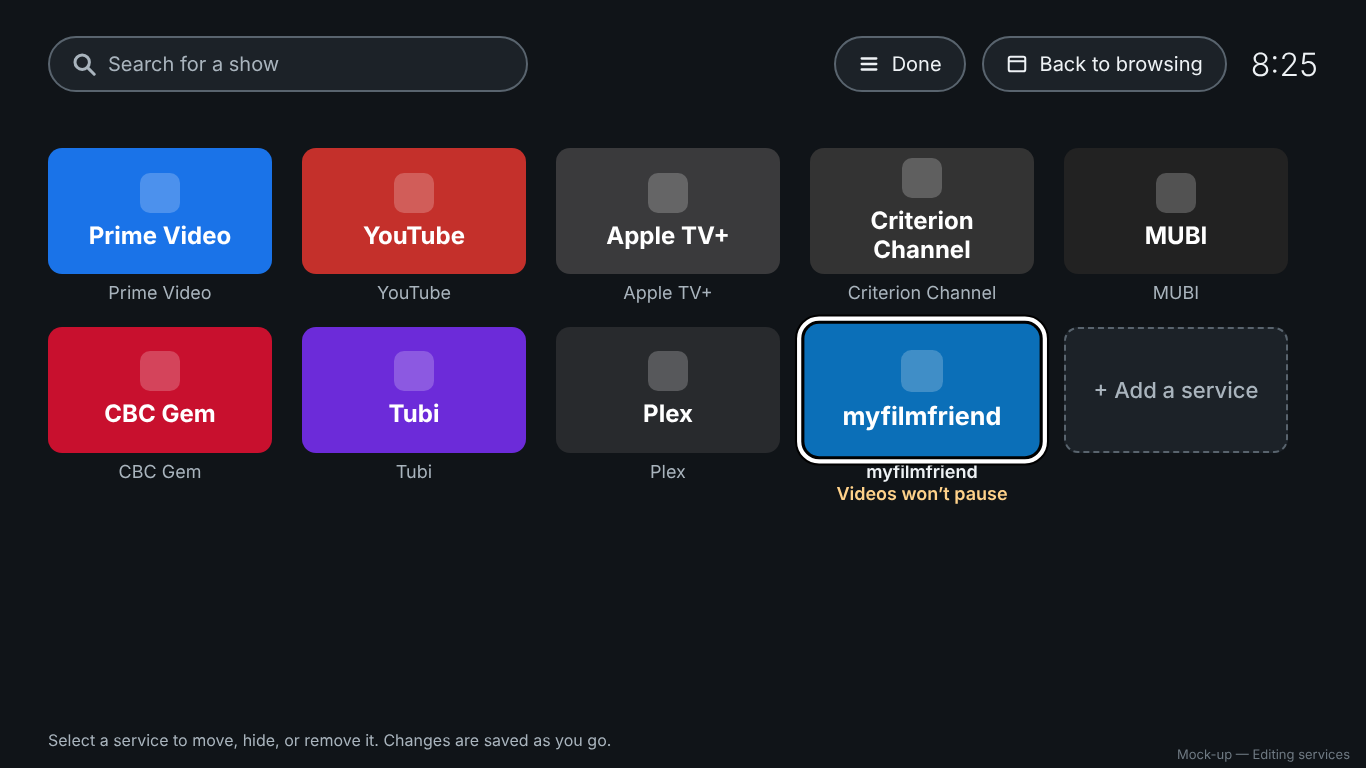 Search for a show
Done
Back to browsing
8:25
Prime Video
YouTube
Apple TV+
Criterion
Channel
MUBI
Prime Video
YouTube
Apple TV+
Criterion Channel
MUBI
CBC Gem
Tubi
Plex
myfilmfriend
+ Add a service
CBC Gem
Tubi
Plex
myfilmfriend
Videos won’t pause
Select a service to move, hide, or remove it. Changes are saved as you go.
Mock-up — Editing services